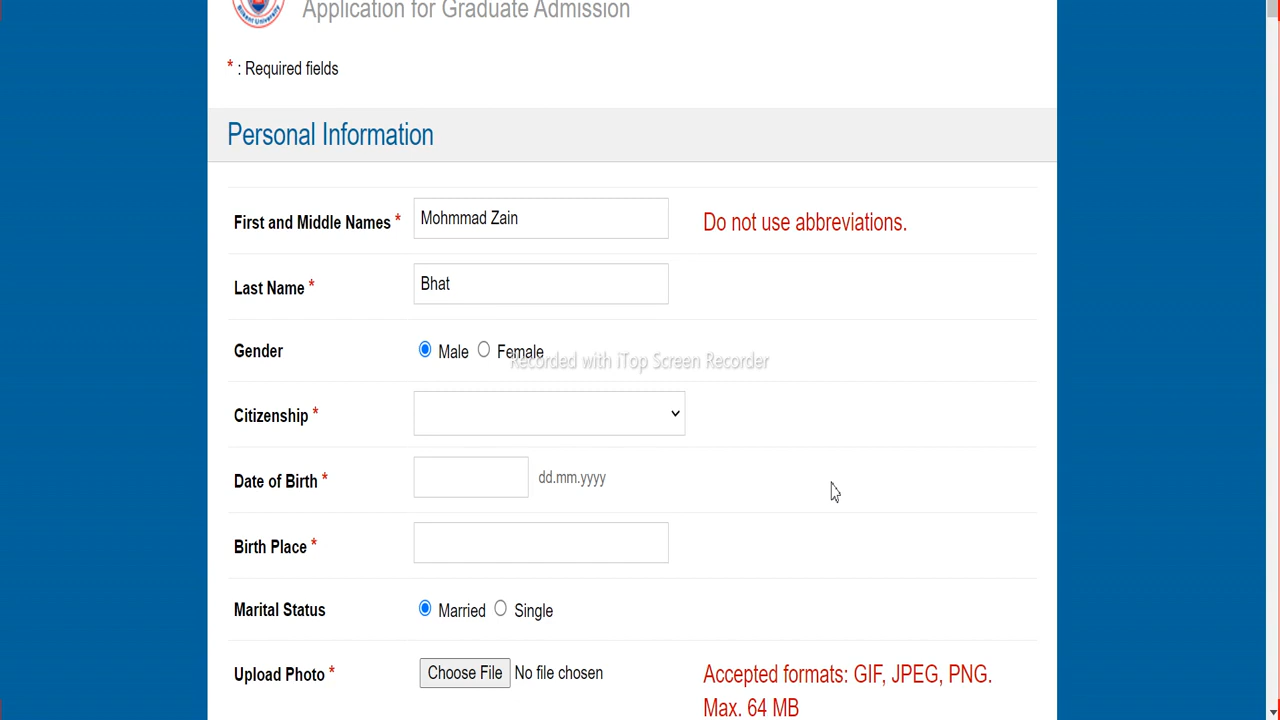 Bilkent University
Application for Graduate Admission
* : Required fields
Personal Information
First and Middle Names * Mohmmad Zain Do not use abbreviations.
Last Name * Bhat
Gender Male Female
Recorded with iTop Screen Recorder
Citizenship *
Date of Birth * dd.mm.yyyy
Birth Place *
Marital Status Married Single
Upload Photo * Choose File No file chosen Accepted formats: GIF, JPEG, PNG.
Max. 64 MB